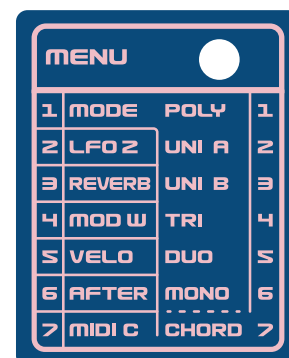 MENU
1 MODE POLY 1
2 LFO 2 UNI A 2
3 REVERB UNI B 3
4 MOD W TRI 4
5 VELO DUO 5
6 AFTER MONO 6
7 MIDI C CHORD 7